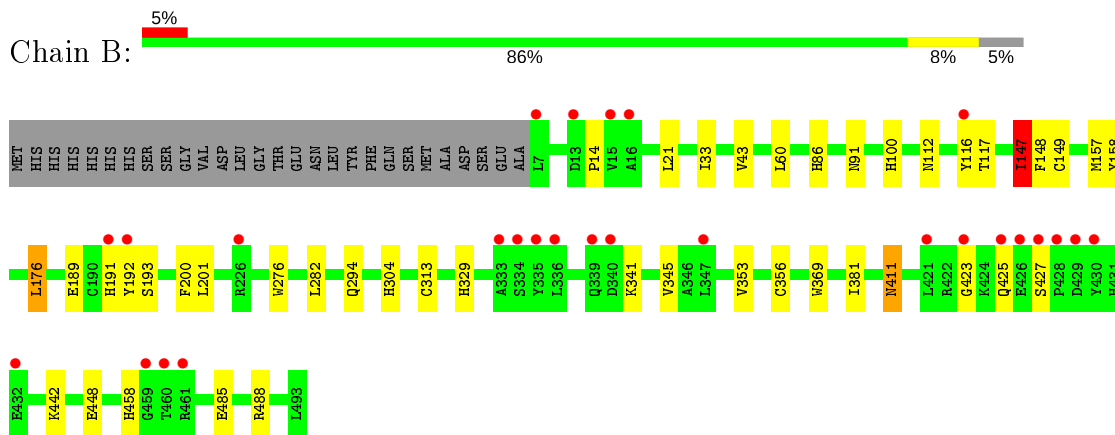 5%
Chain B:
86% 8% 5%
MET HIS HIS HIS HIS HIS HIS SER SER GLY VAL ASP LEU GLY THR GLU ASN LEU TYR PHE GLN SER MET ALA ASP SER GLU ALA L7 D13 P14 V15 A16 L21 I33 V43 L60 H86 N91 H100 N112 Y116 T117 I147 F148 C149 M157 Y158
L176 E189 C190 H191 Y192 S193 F200 L201 R226 W276 L282 Q294 H304 C313 H329 A333 S334 Y335 L336 Q339 D340 K341 V345 A346 L347 V353 C356 W369 I381 N411 L421 R422 G423 K424 Q425 E426 S427 P428 D429 Y430 H431
E432 K442 E448 H458 G459 T460 R461 E485 R488 L493